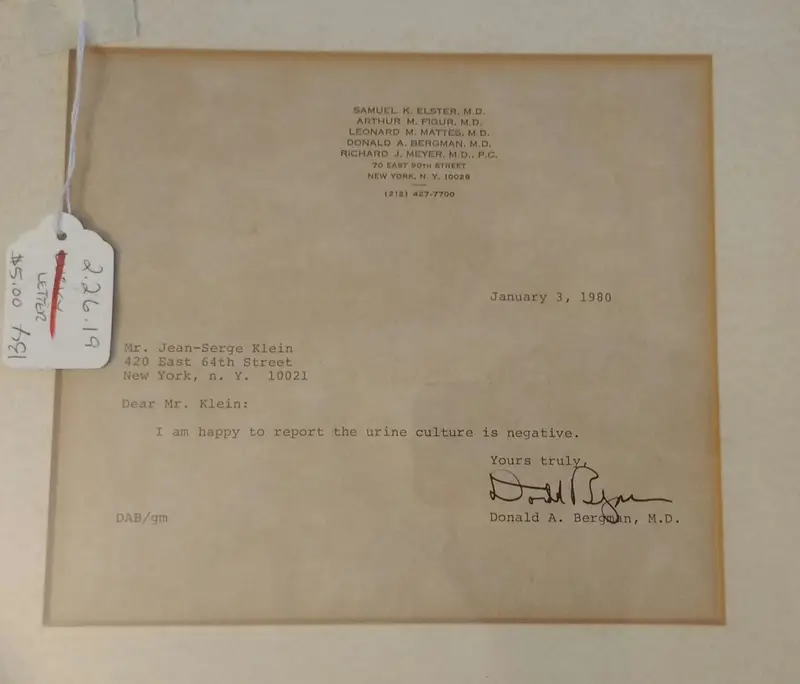 SAMUEL K. ELSTER, M.D.
ARTHUR M. FIGUR, M.D.
LEONARD M. MATTES, M.D.
DONALD A. BERGMAN, M.D.
RICHARD J. MEYER, M.D., P.C.
70 EAST 90TH STREET
NEW YORK, N. Y. 10028
(212) 427-7700
January 3, 1980
Mr. Jean-Serge Klein
420 East 64th Street
New York, n. Y. 10021
Dear Mr. Klein:
I am happy to report the urine culture is negative.
Yours truly,
Donald A. Bergman, M.D.
DAB/gm
2.26.19
LETTER
$5.00